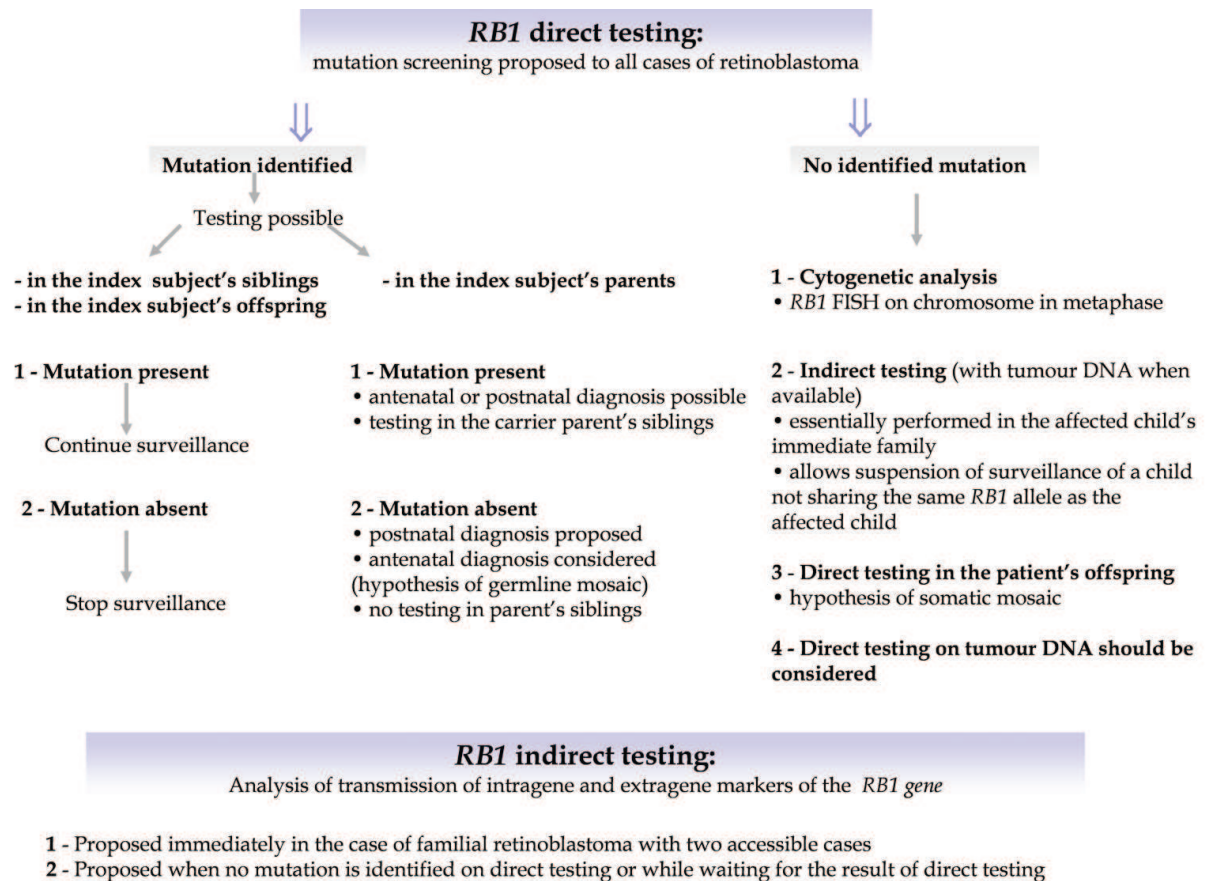 RB1 direct testing:
mutation screening proposed to all cases of retinoblastoma
Mutation identified
Testing possible
- in the index subject's siblings
- in the index subject's offspring
1 - Mutation present
Continue surveillance
2 - Mutation absent
Stop surveillance
- in the index subject's parents
1 - Mutation present
• antenatal or postnatal diagnosis possible
• testing in the carrier parent's siblings
2 - Mutation absent
• postnatal diagnosis proposed
• antenatal diagnosis considered
(hypothesis of germline mosaic)
• no testing in parent's siblings
No identified mutation
1 - Cytogenetic analysis
• RB1 FISH on chromosome in metaphase
2 - Indirect testing (with tumour DNA when
available)
• essentially performed in the affected child's
immediate family
• allows suspension of surveillance of a child
not sharing the same RB1 allele as the
affected child
3 - Direct testing in the patient's offspring
• hypothesis of somatic mosaic
4 - Direct testing on tumour DNA should be
considered
RB1 indirect testing:
Analysis of transmission of intragene and extragene markers of the RB1 gene
1 - Proposed immediately in the case of familial retinoblastoma with two accessible cases
2 - Proposed when no mutation is identified on direct testing or while waiting for the result of direct testing